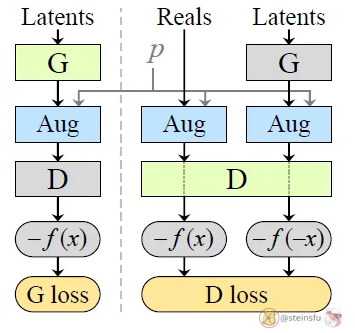 Latents Reals Latents
p
G G
Aug Aug Aug
D D
−f(x) −f(x) −f(−x)
G loss D loss
@steinsfu